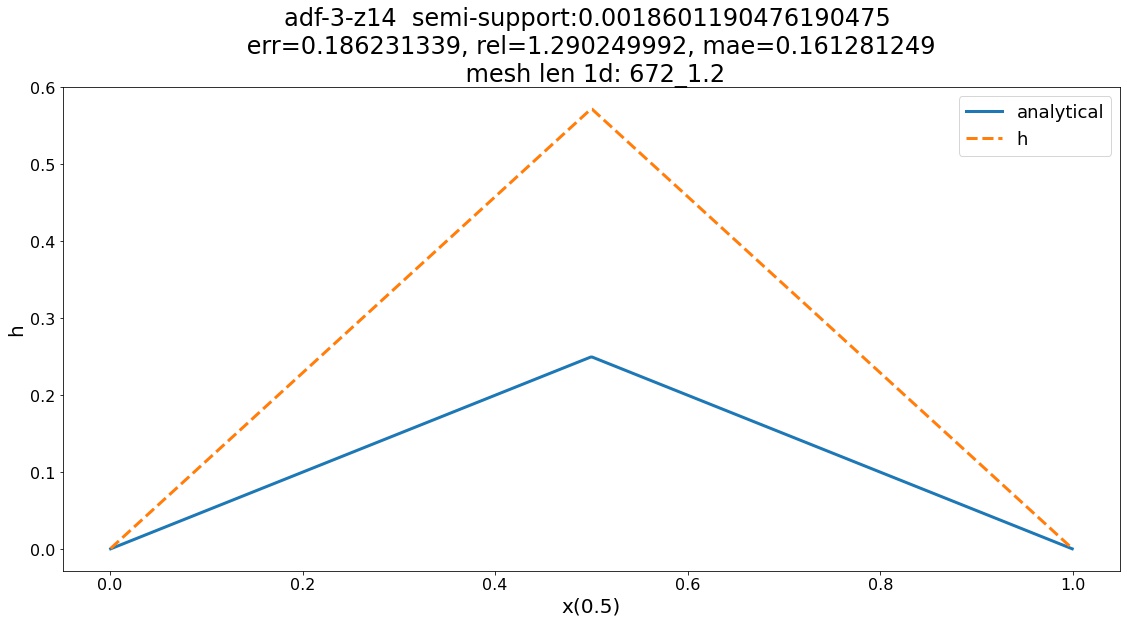 adf-3-z14  semi-support:0.0018601190476190475
err=0.186231339, rel=1.290249992, mae=0.161281249
mesh len 1d: 672_1.2
analytical
h
0.6
0.5
0.4
0.3
0.2
0.1
0.0
h
0.0 0.2 0.4 0.6 0.8 1.0
x(0.5)